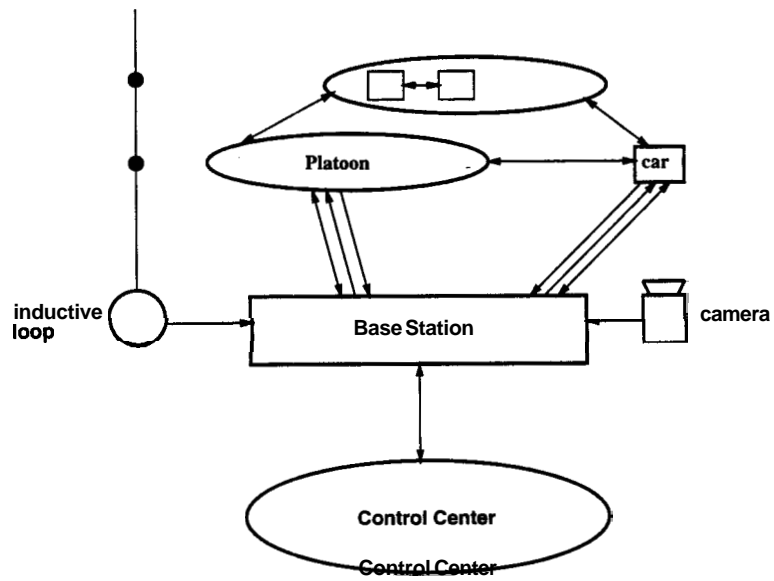 Platoon
car
inductive
loop
Base Station
camera
Control Center
Control Center